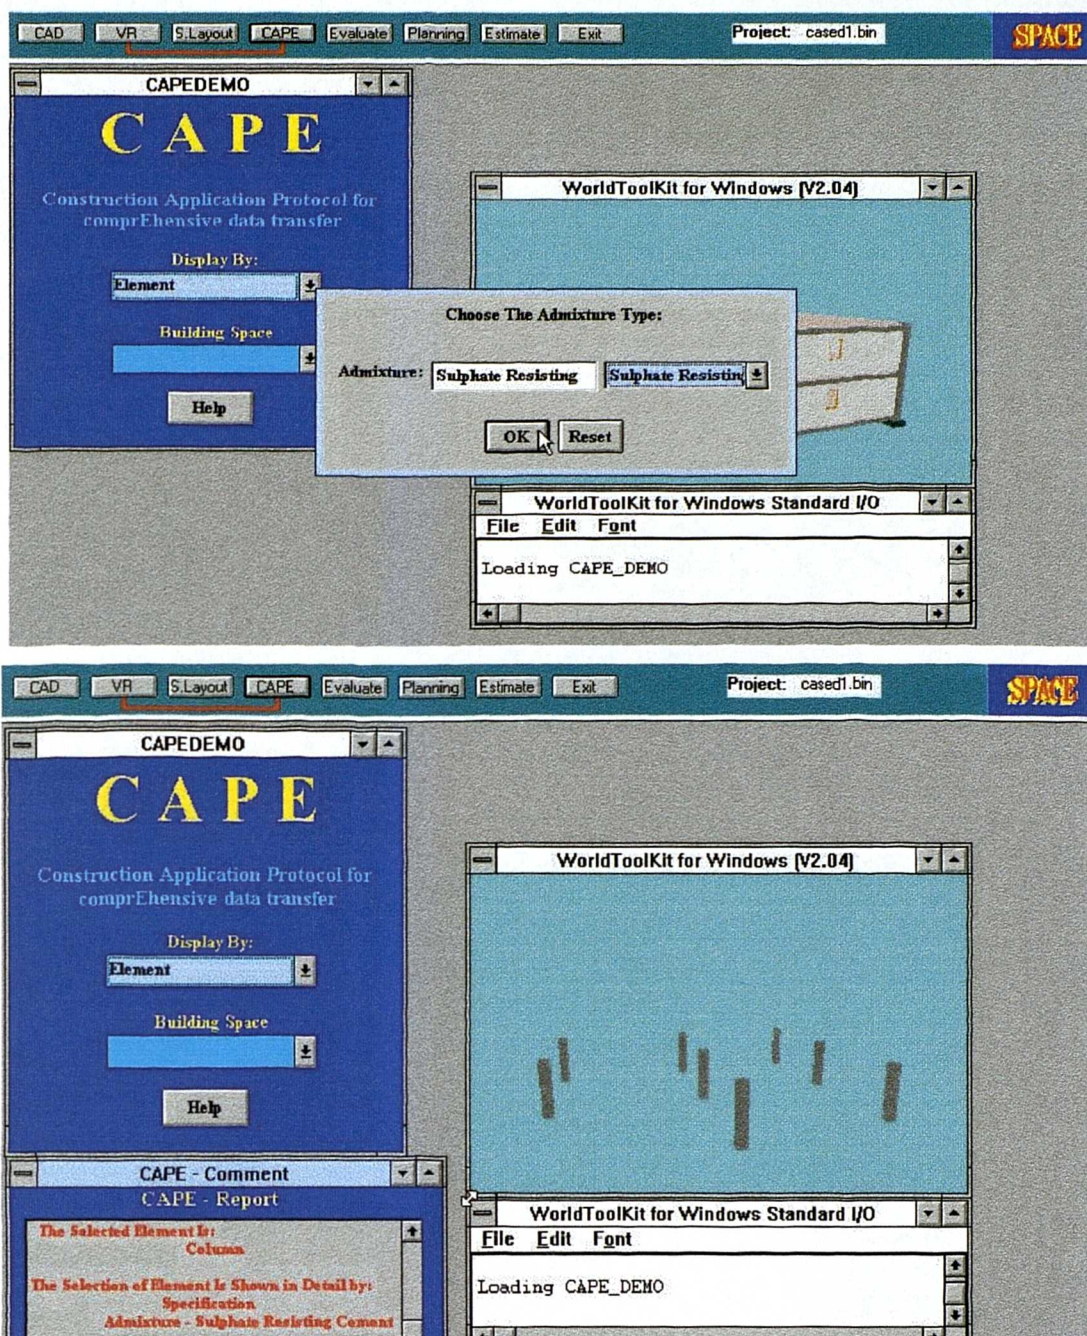 CAD VR S.Layout CAPE Evaluate Planning Estimate Exit Project: cased1.bin SPACE
CAPEDEMO
CAPE
Construction Application Protocol for
comprEhensive data transfer
Display By:
Element
Building Space
Help
WorldToolKit for Windows (V2.04)
Choose The Admixture Type:
Admixture: Sulphate Resisting Sulphate Resistin
OK Reset
WorldToolKit for Windows Standard I/O
File Edit Font
Loading CAPE_DEMO
CAD VR S.Layout CAPE Evaluate Planning Estimate Exit Project: cased1.bin SPACE
CAPEDEMO
CAPE
Construction Application Protocol for
comprEhensive data transfer
Display By:
Element
Building Space
Help
WorldToolKit for Windows (V2.04)
CAPE - Comment
CAPE - Report
The Selected Element Is:
Column
The Selection of Element Is Shown in Detail by:
Specification
Admixture - Sulphate Resisting Cement
WorldToolKit for Windows Standard I/O
File Edit Font
Loading CAPE_DEMO